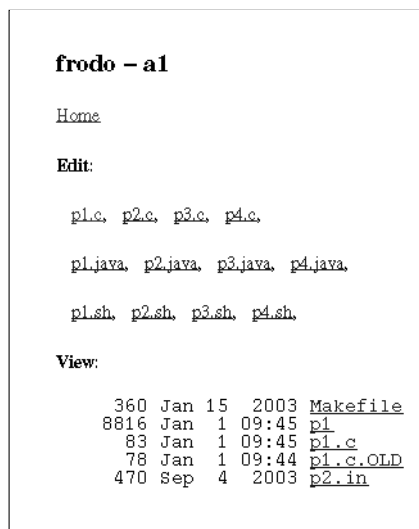 frodo – a1
Home
Edit:
p1.c, p2.c, p3.c, p4.c,
p1.java, p2.java, p3.java, p4.java,
p1.sh, p2.sh, p3.sh, p4.sh,
View:
360 Jan 15 2003 Makefile
8816 Jan 1 09:45 p1
83 Jan 1 09:45 p1.c
78 Jan 1 09:44 p1.c.OLD
470 Sep 4 2003 p2.in